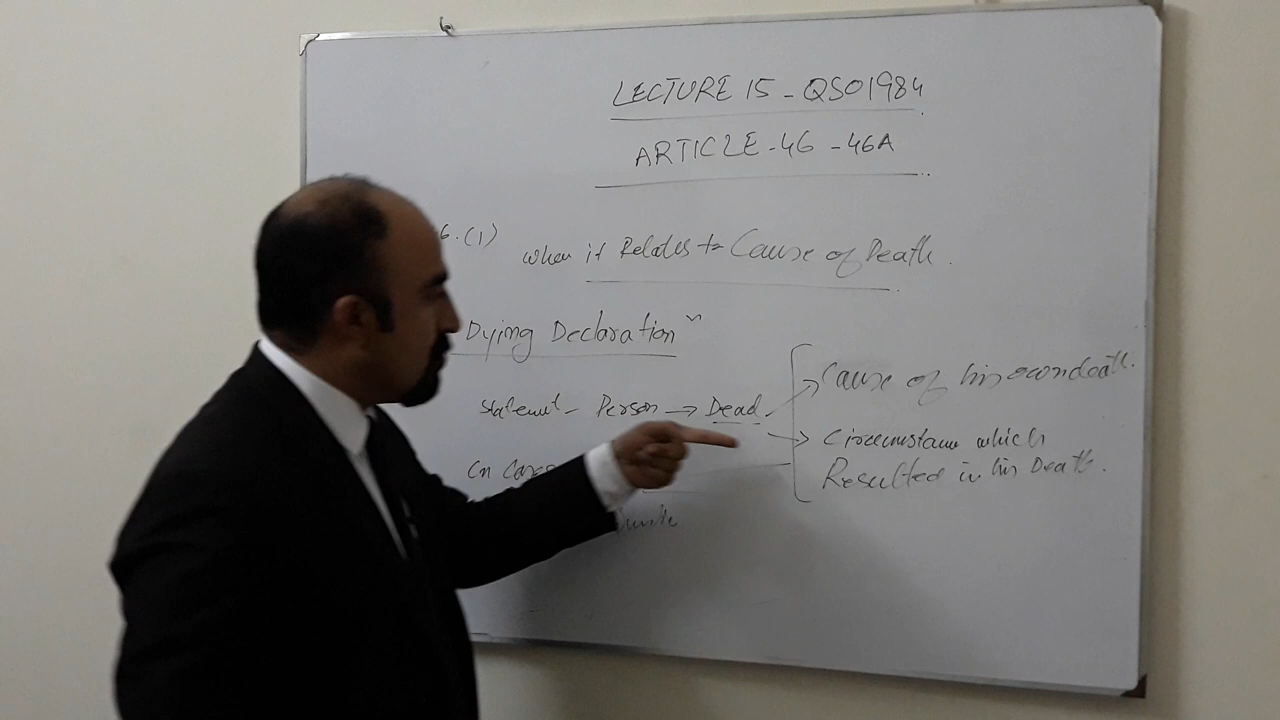 LECTURE 15 - QSO1984
ARTICLE - 46 - 46A
6. (1)
When it Relates to Cause of Death.
Dying Declaration"
Statement - Person → Dead
Cause of his own death.
Circumstance which
Resulted in his Death.